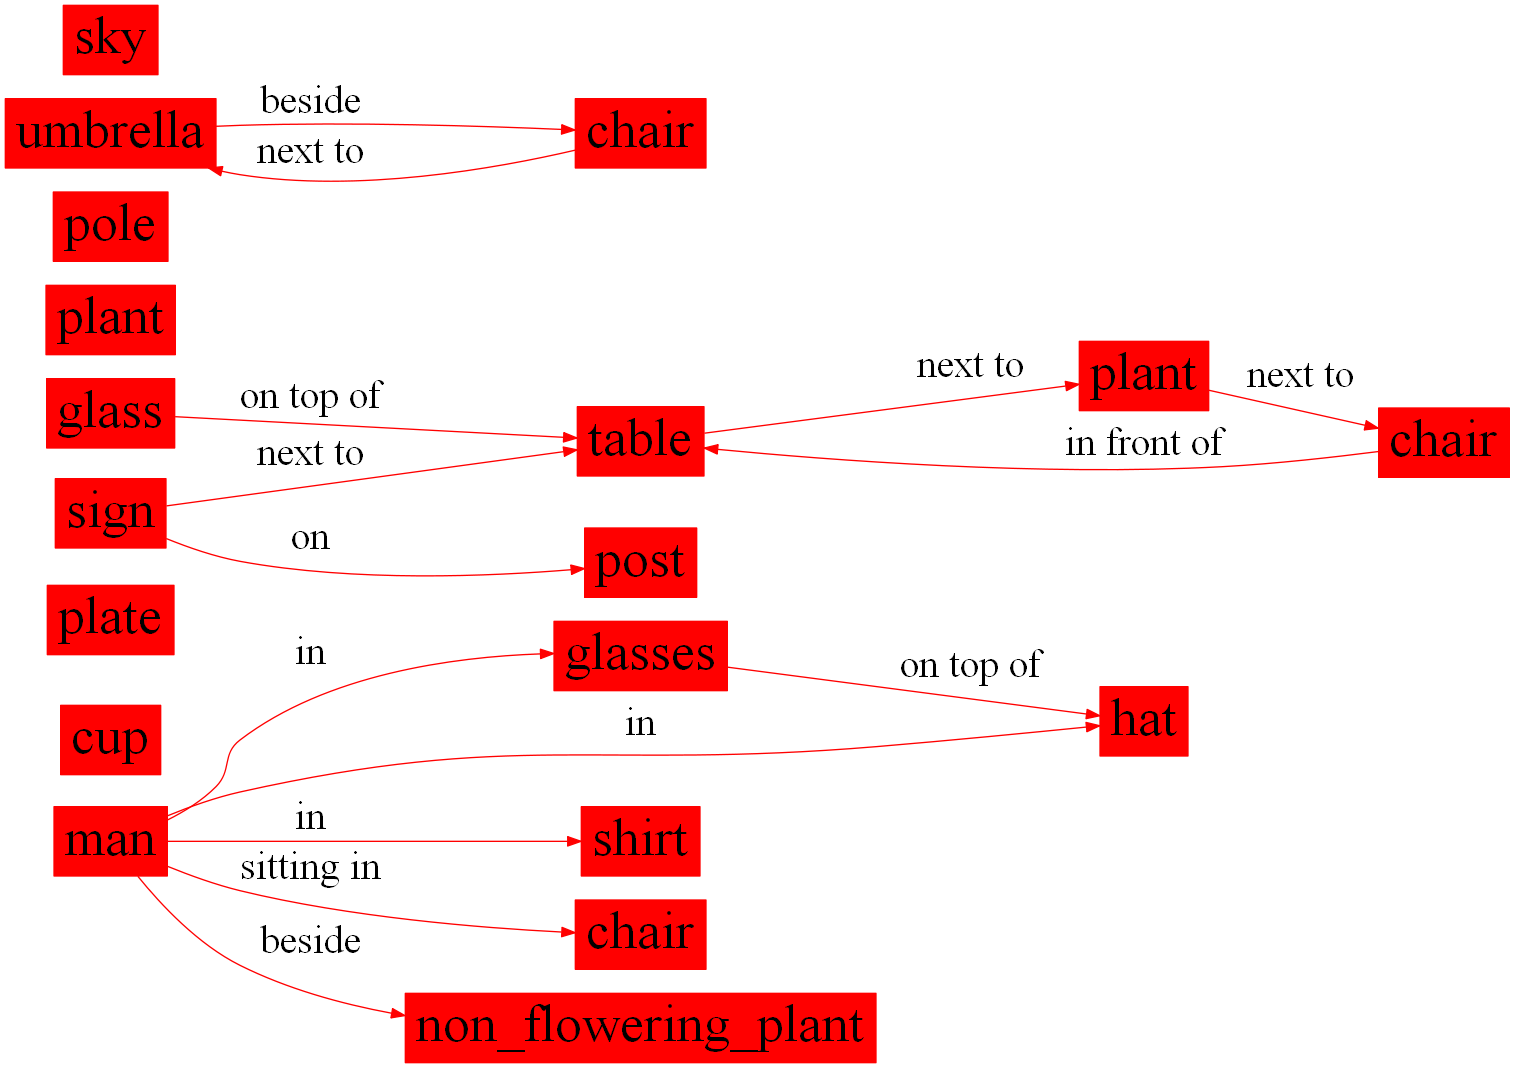 sky
umbrella
beside
chair
next to
pole
plant
glass
on top of
table
next to
plant
next to
chair
in front of
sign
next to
on
post
plate
in
glasses
on top of
hat
in
cup
man
in
shirt
sitting in
chair
beside
non_flowering_plant